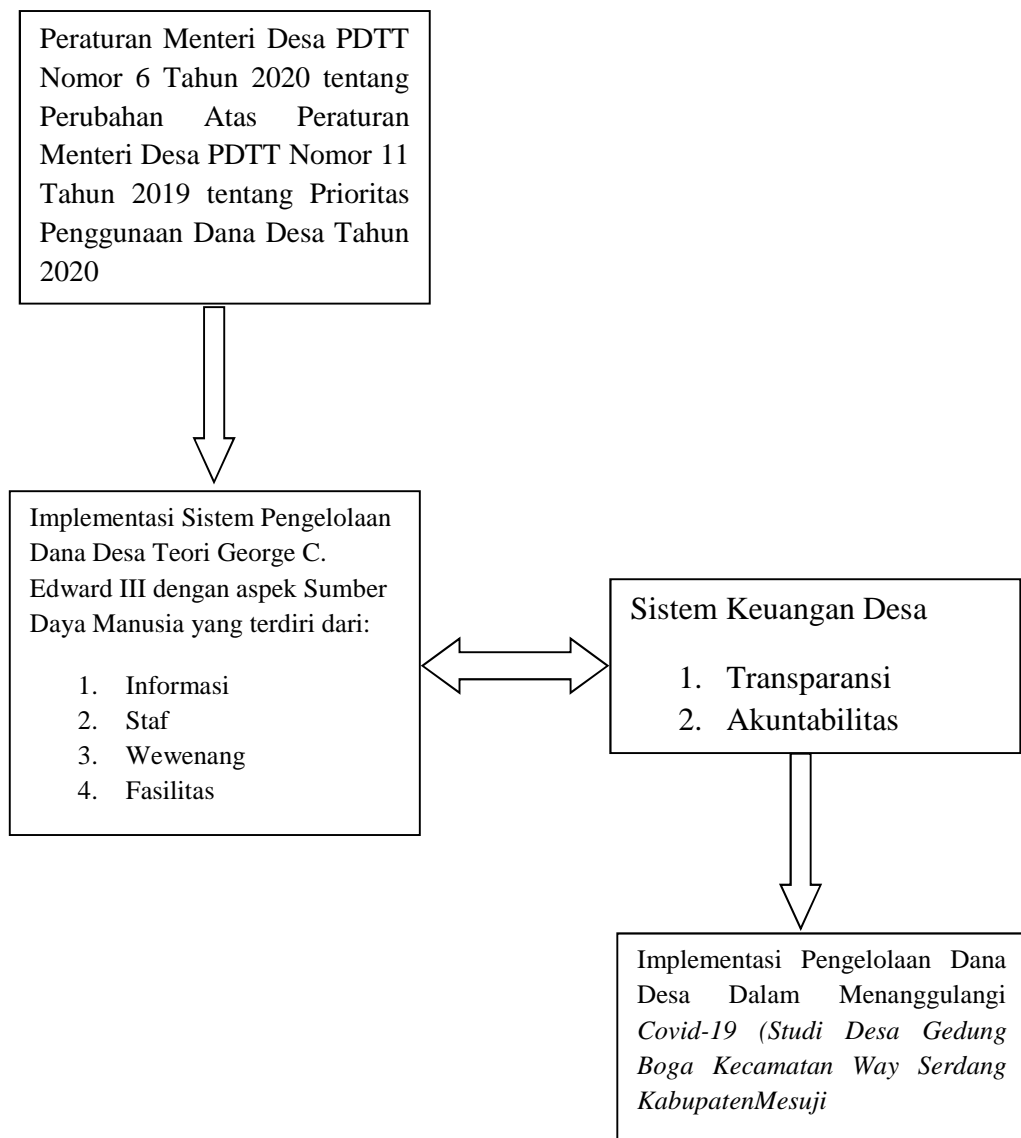 Peraturan Menteri Desa PDTT
Nomor 6 Tahun 2020 tentang
Perubahan Atas Peraturan
Menteri Desa PDTT Nomor 11
Tahun 2019 tentang Prioritas
Penggunaan Dana Desa Tahun
2020
Implementasi Sistem Pengelolaan
Dana Desa Teori George C.
Edward III dengan aspek Sumber
Daya Manusia yang terdiri dari:
1. Informasi
2. Staf
3. Wewenang
4. Fasilitas
Sistem Keuangan Desa
1. Transparansi
2. Akuntabilitas
Implementasi Pengelolaan Dana
Desa Dalam Menanggulangi
Covid-19 (Studi Desa Gedung
Boga Kecamatan Way Serdang
KabupatenMesuji